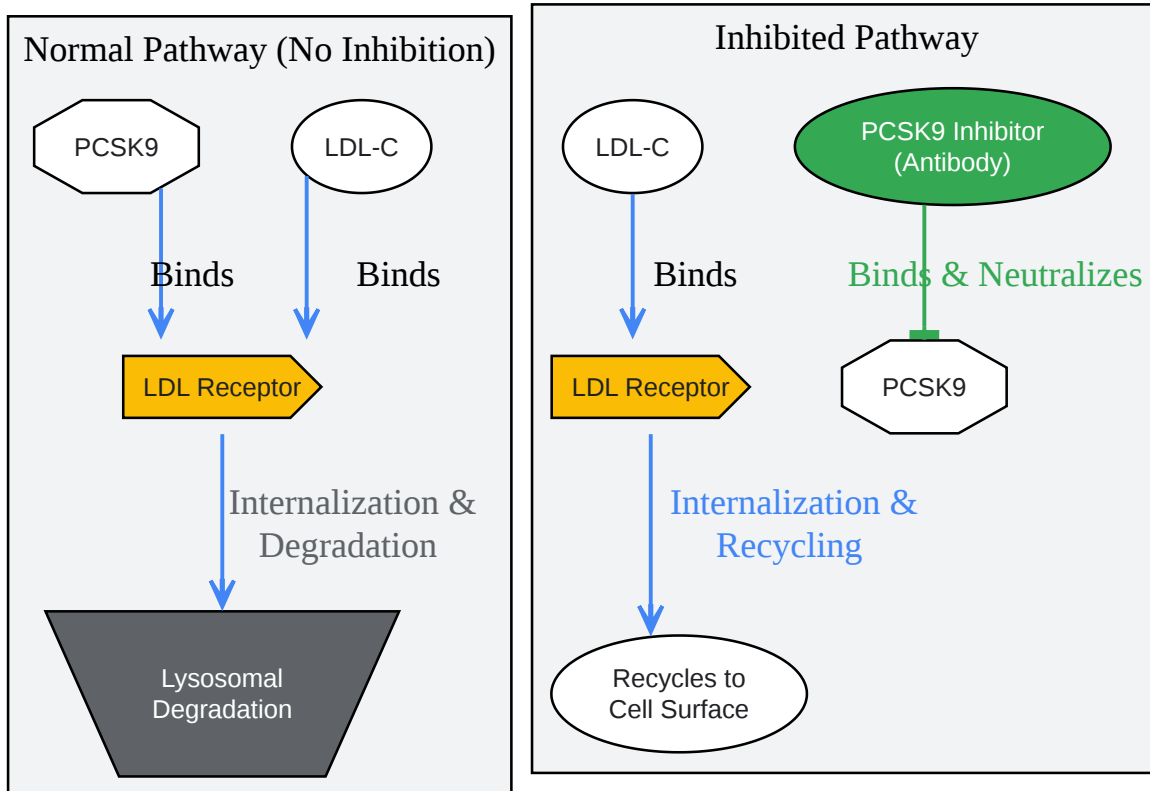 Normal Pathway (No Inhibition)
PCSK9
LDL-C
Binds
Binds
LDL Receptor
Internalization &
Degradation
Lysosomal
Degradation
Inhibited Pathway
LDL-C
PCSK9 Inhibitor
(Antibody)
Binds
Binds & Neutralizes
LDL Receptor
PCSK9
Internalization &
Recycling
Recycles to
Cell Surface